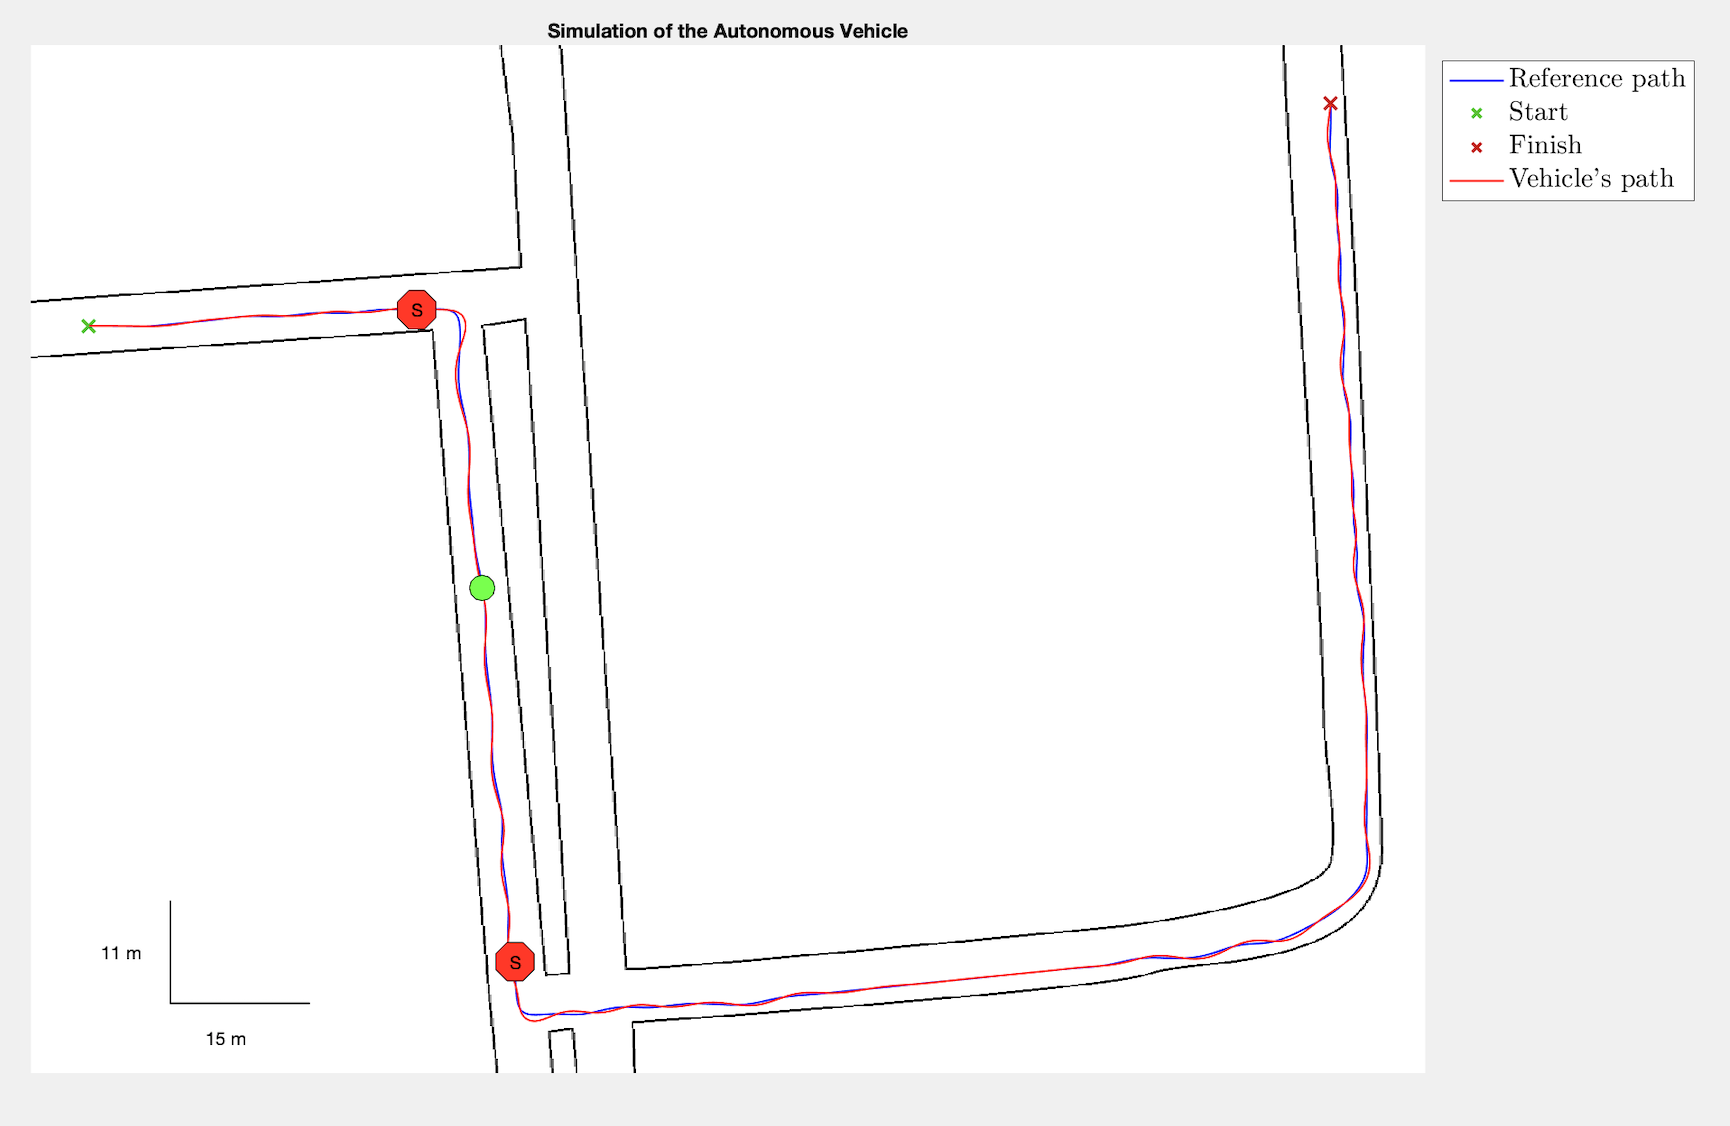 Simulation of the Autonomous Vehicle
Reference path
Start
Finish
Vehicle's path
S
S
11 m
15 m